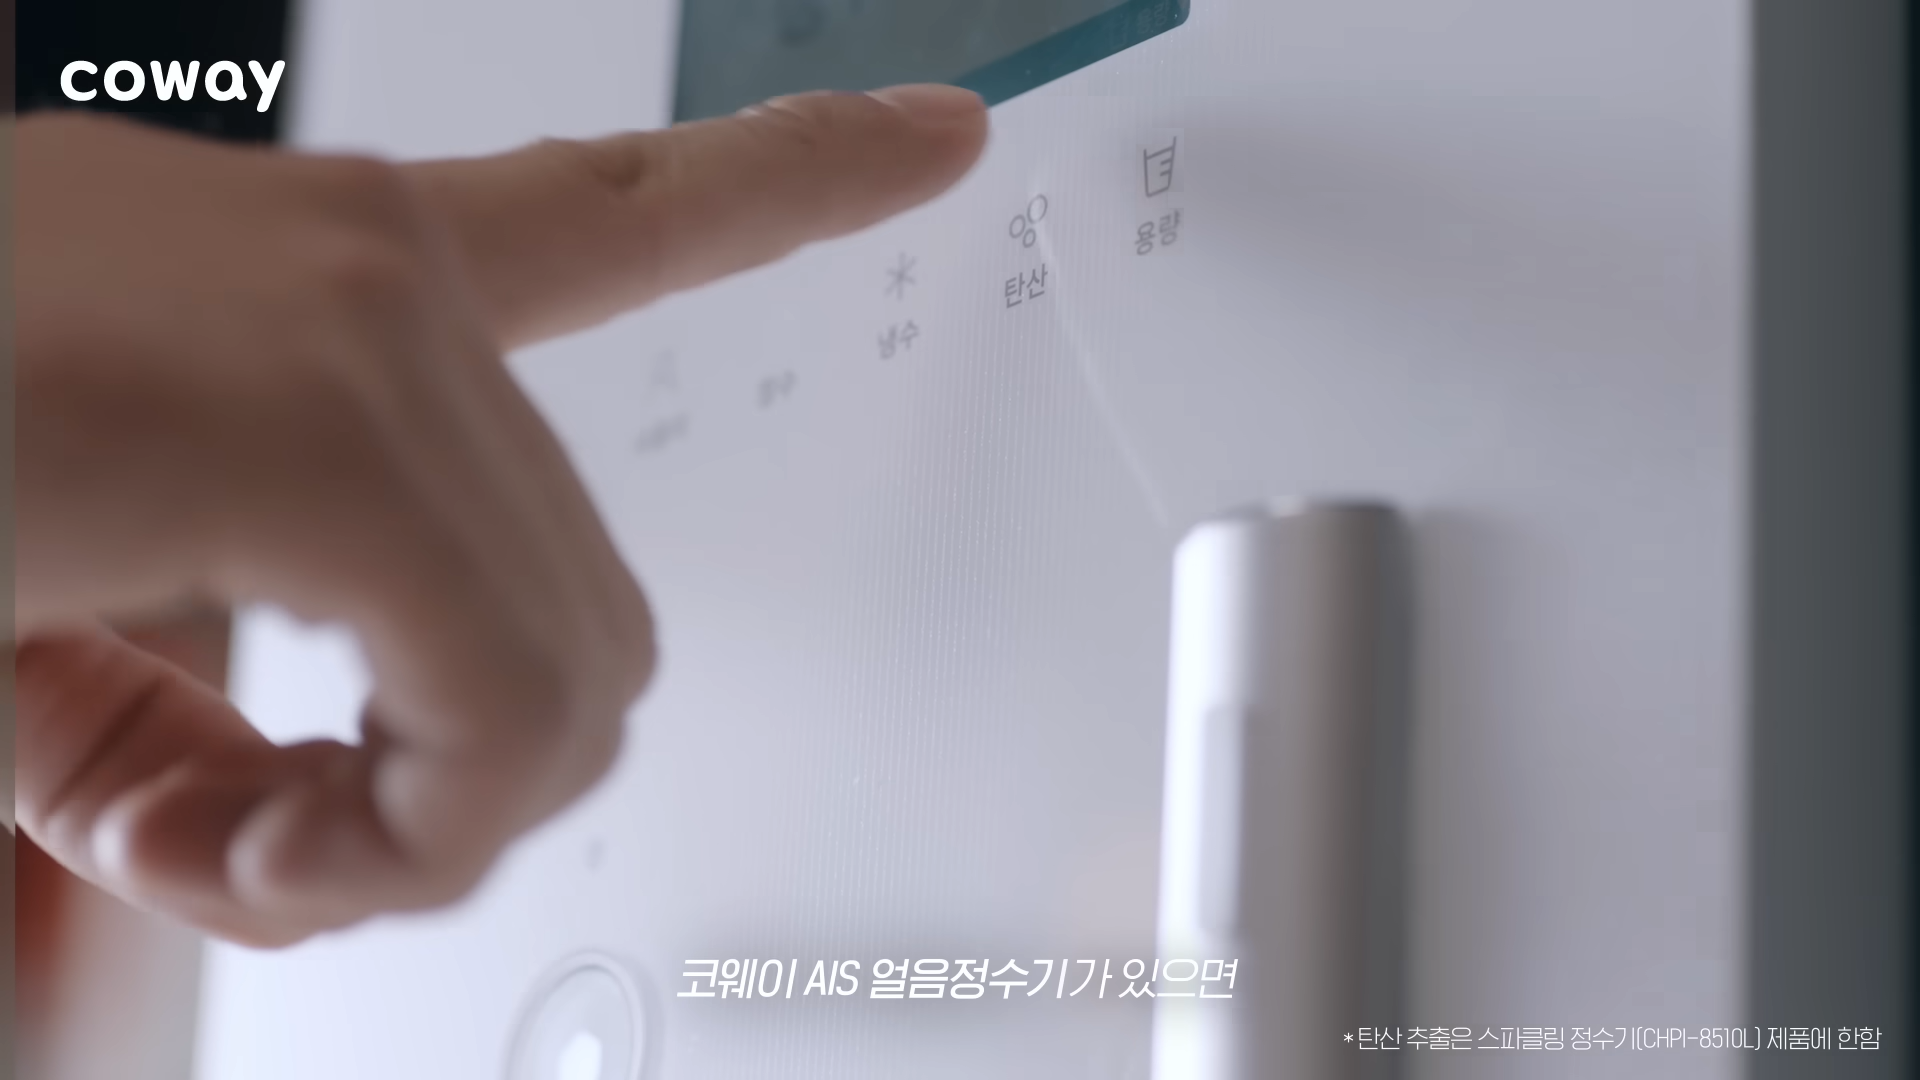 coway
용량
탄산
냉수
정수
코웨이 AIS 얼음정수기가 있으면
*탄산 추출은 스파클링 정수기(CHPI-8510L) 제품에 한함